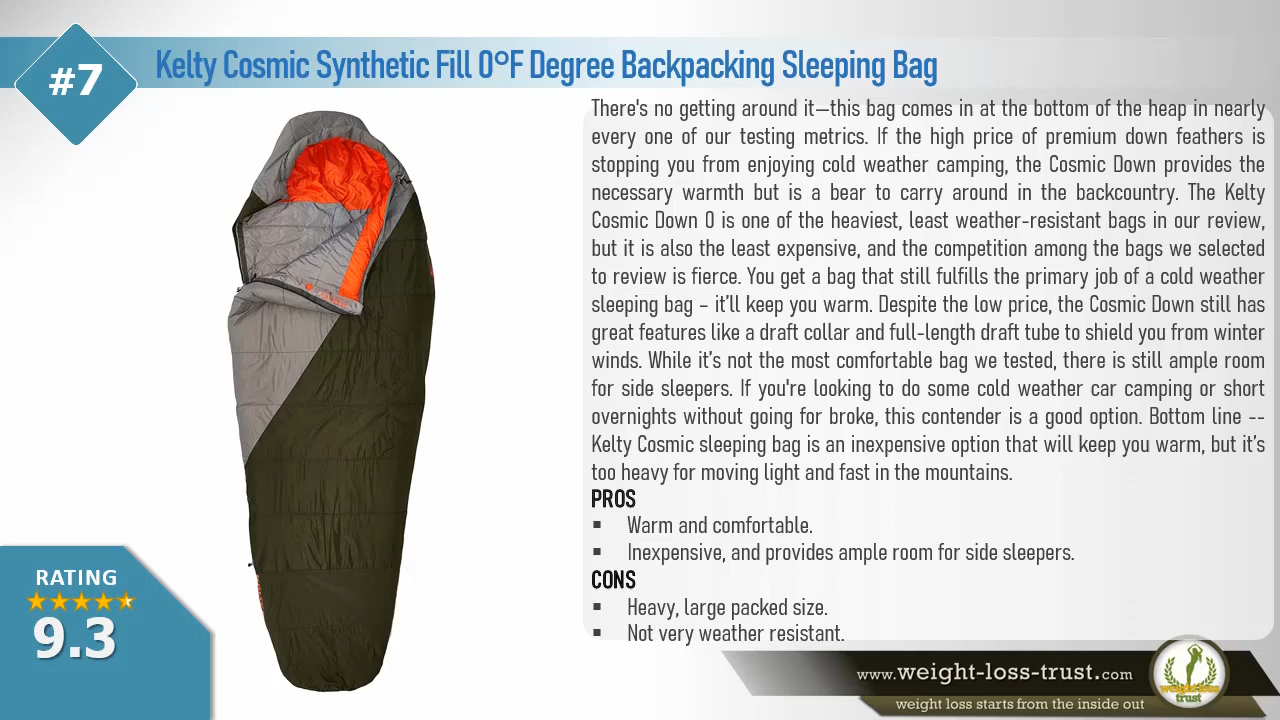 #7
Kelty Cosmic Synthetic Fill 0°F Degree Backpacking Sleeping Bag
There's no getting around it—this bag comes in at the bottom of the heap in nearly
every one of our testing metrics. If the high price of premium down feathers is
stopping you from enjoying cold weather camping, the Cosmic Down provides the
necessary warmth but is a bear to carry around in the backcountry. The Kelty
Cosmic Down 0 is one of the heaviest, least weather-resistant bags in our review,
but it is also the least expensive, and the competition among the bags we selected
to review is fierce. You get a bag that still fulfills the primary job of a cold weather
sleeping bag – it’ll keep you warm. Despite the low price, the Cosmic Down still has
great features like a draft collar and full-length draft tube to shield you from winter
winds. While it’s not the most comfortable bag we tested, there is still ample room
for side sleepers. If you're looking to do some cold weather car camping or short
overnights without going for broke, this contender is a good option. Bottom line --
Kelty Cosmic sleeping bag is an inexpensive option that will keep you warm, but it’s
too heavy for moving light and fast in the mountains.
PROS
▪ Warm and comfortable.
▪ Inexpensive, and provides ample room for side sleepers.
CONS
▪ Heavy, large packed size.
▪ Not very weather resistant.
RATING
9.3
www.weight-loss-trust.com
weight loss starts from the inside out
weight loss
trust